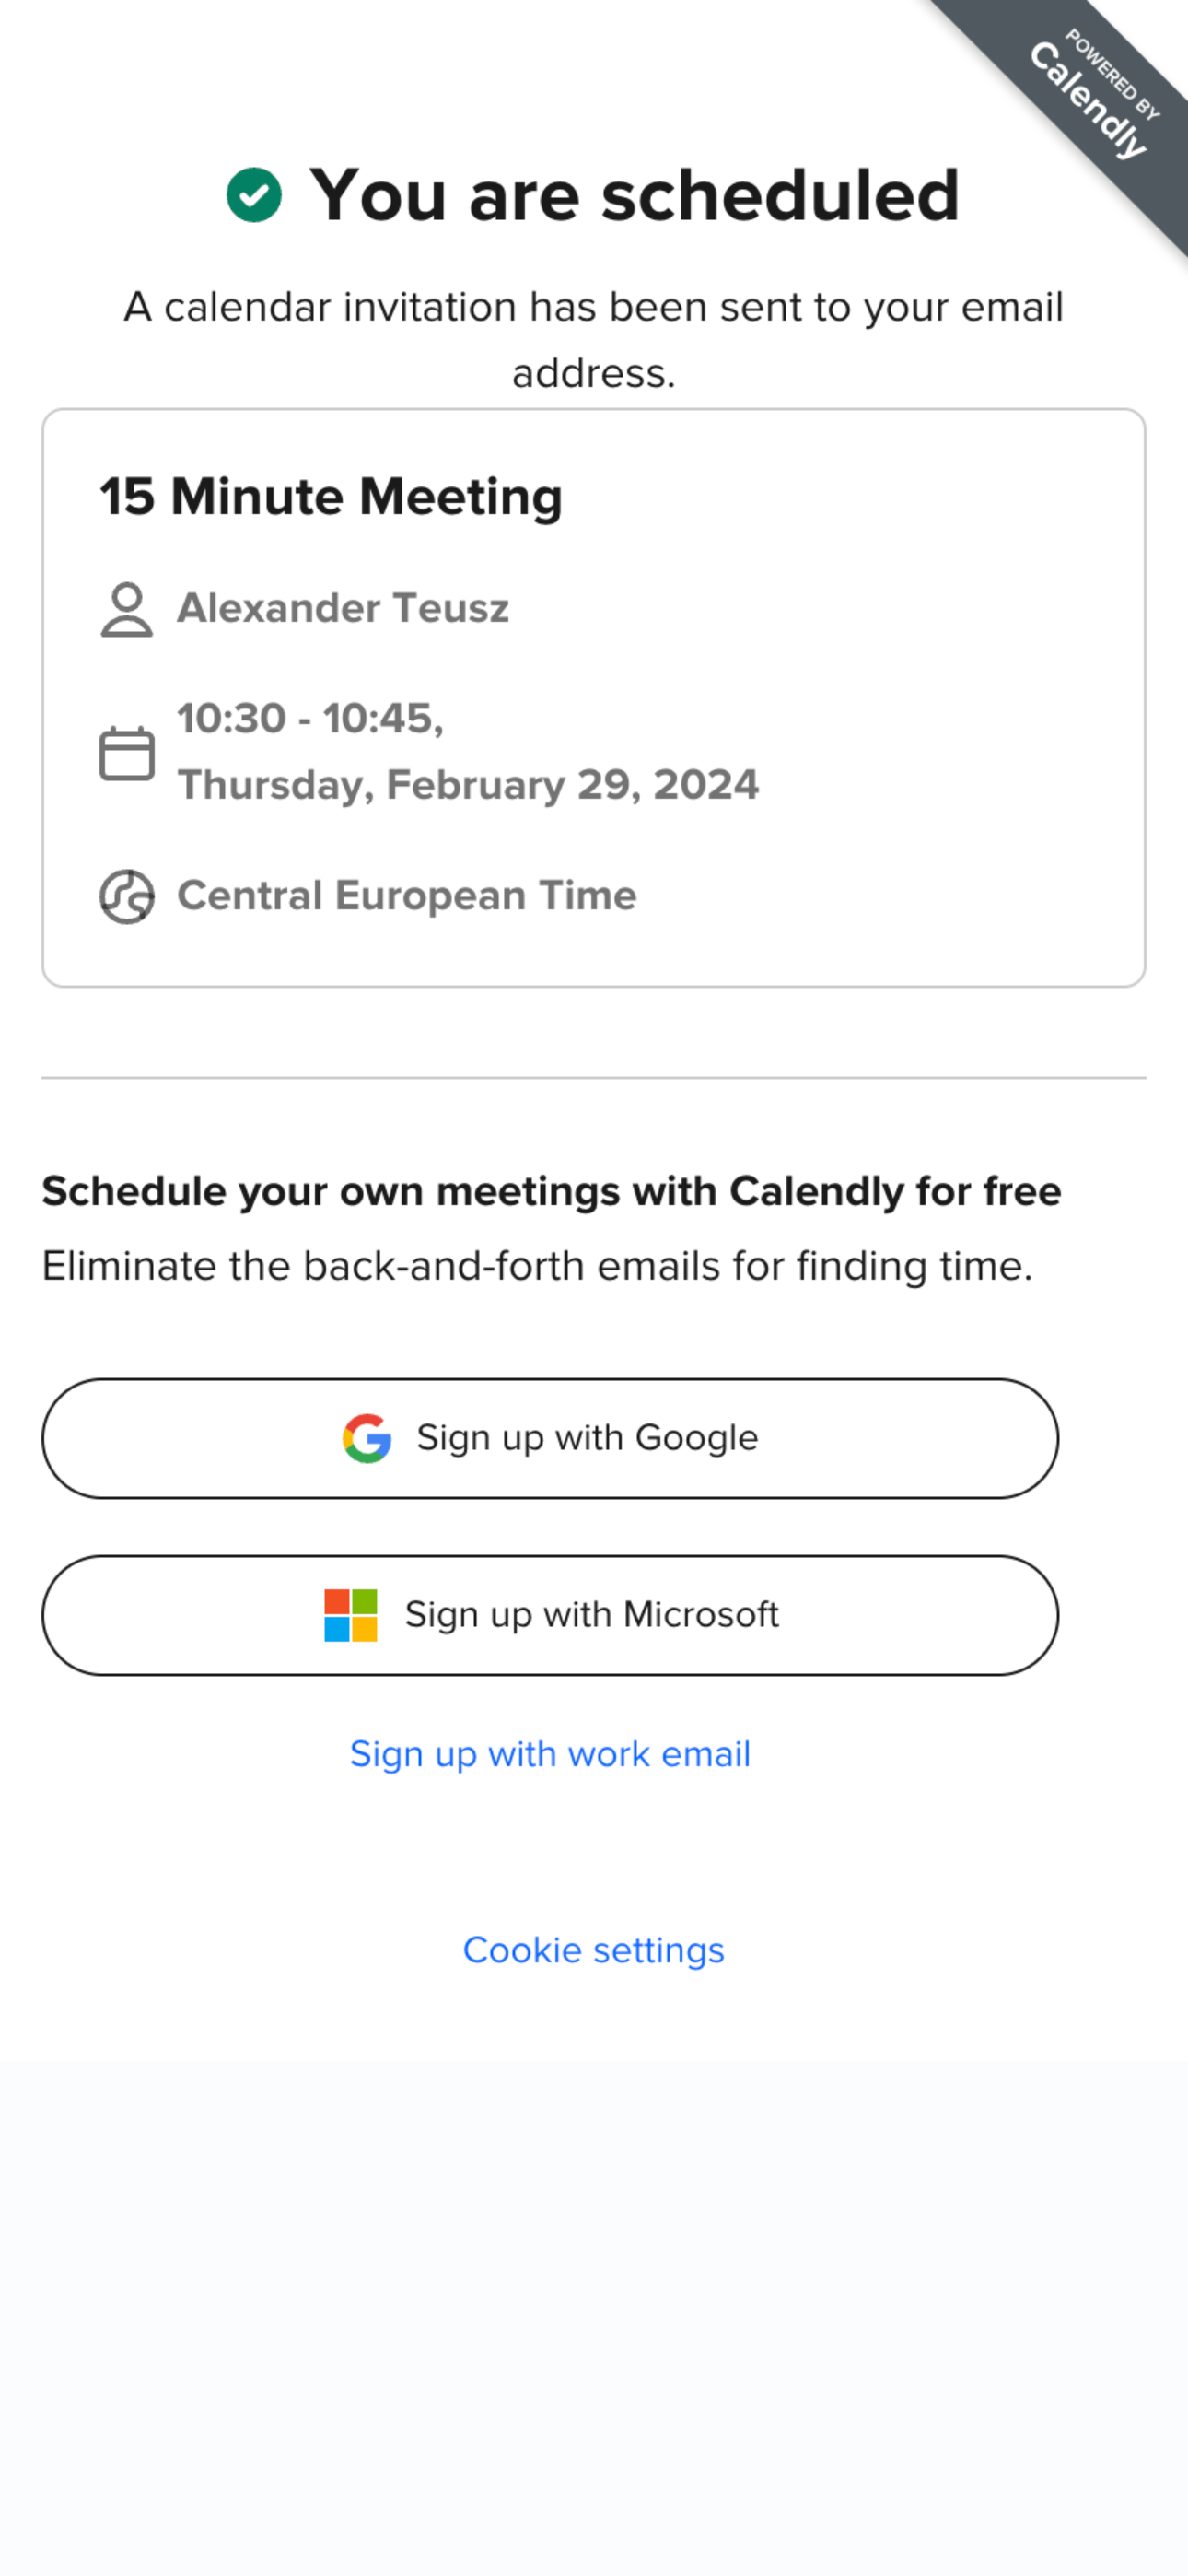 POWERED BY
Calendly
You are scheduled
A calendar invitation has been sent to your email
address.
15 Minute Meeting
Alexander Teusz
10:30 - 10:45,
Thursday, February 29, 2024
Central European Time
Schedule your own meetings with Calendly for free
Eliminate the back-and-forth emails for finding time.
Sign up with Google
Sign up with Microsoft
Sign up with work email
Cookie settings